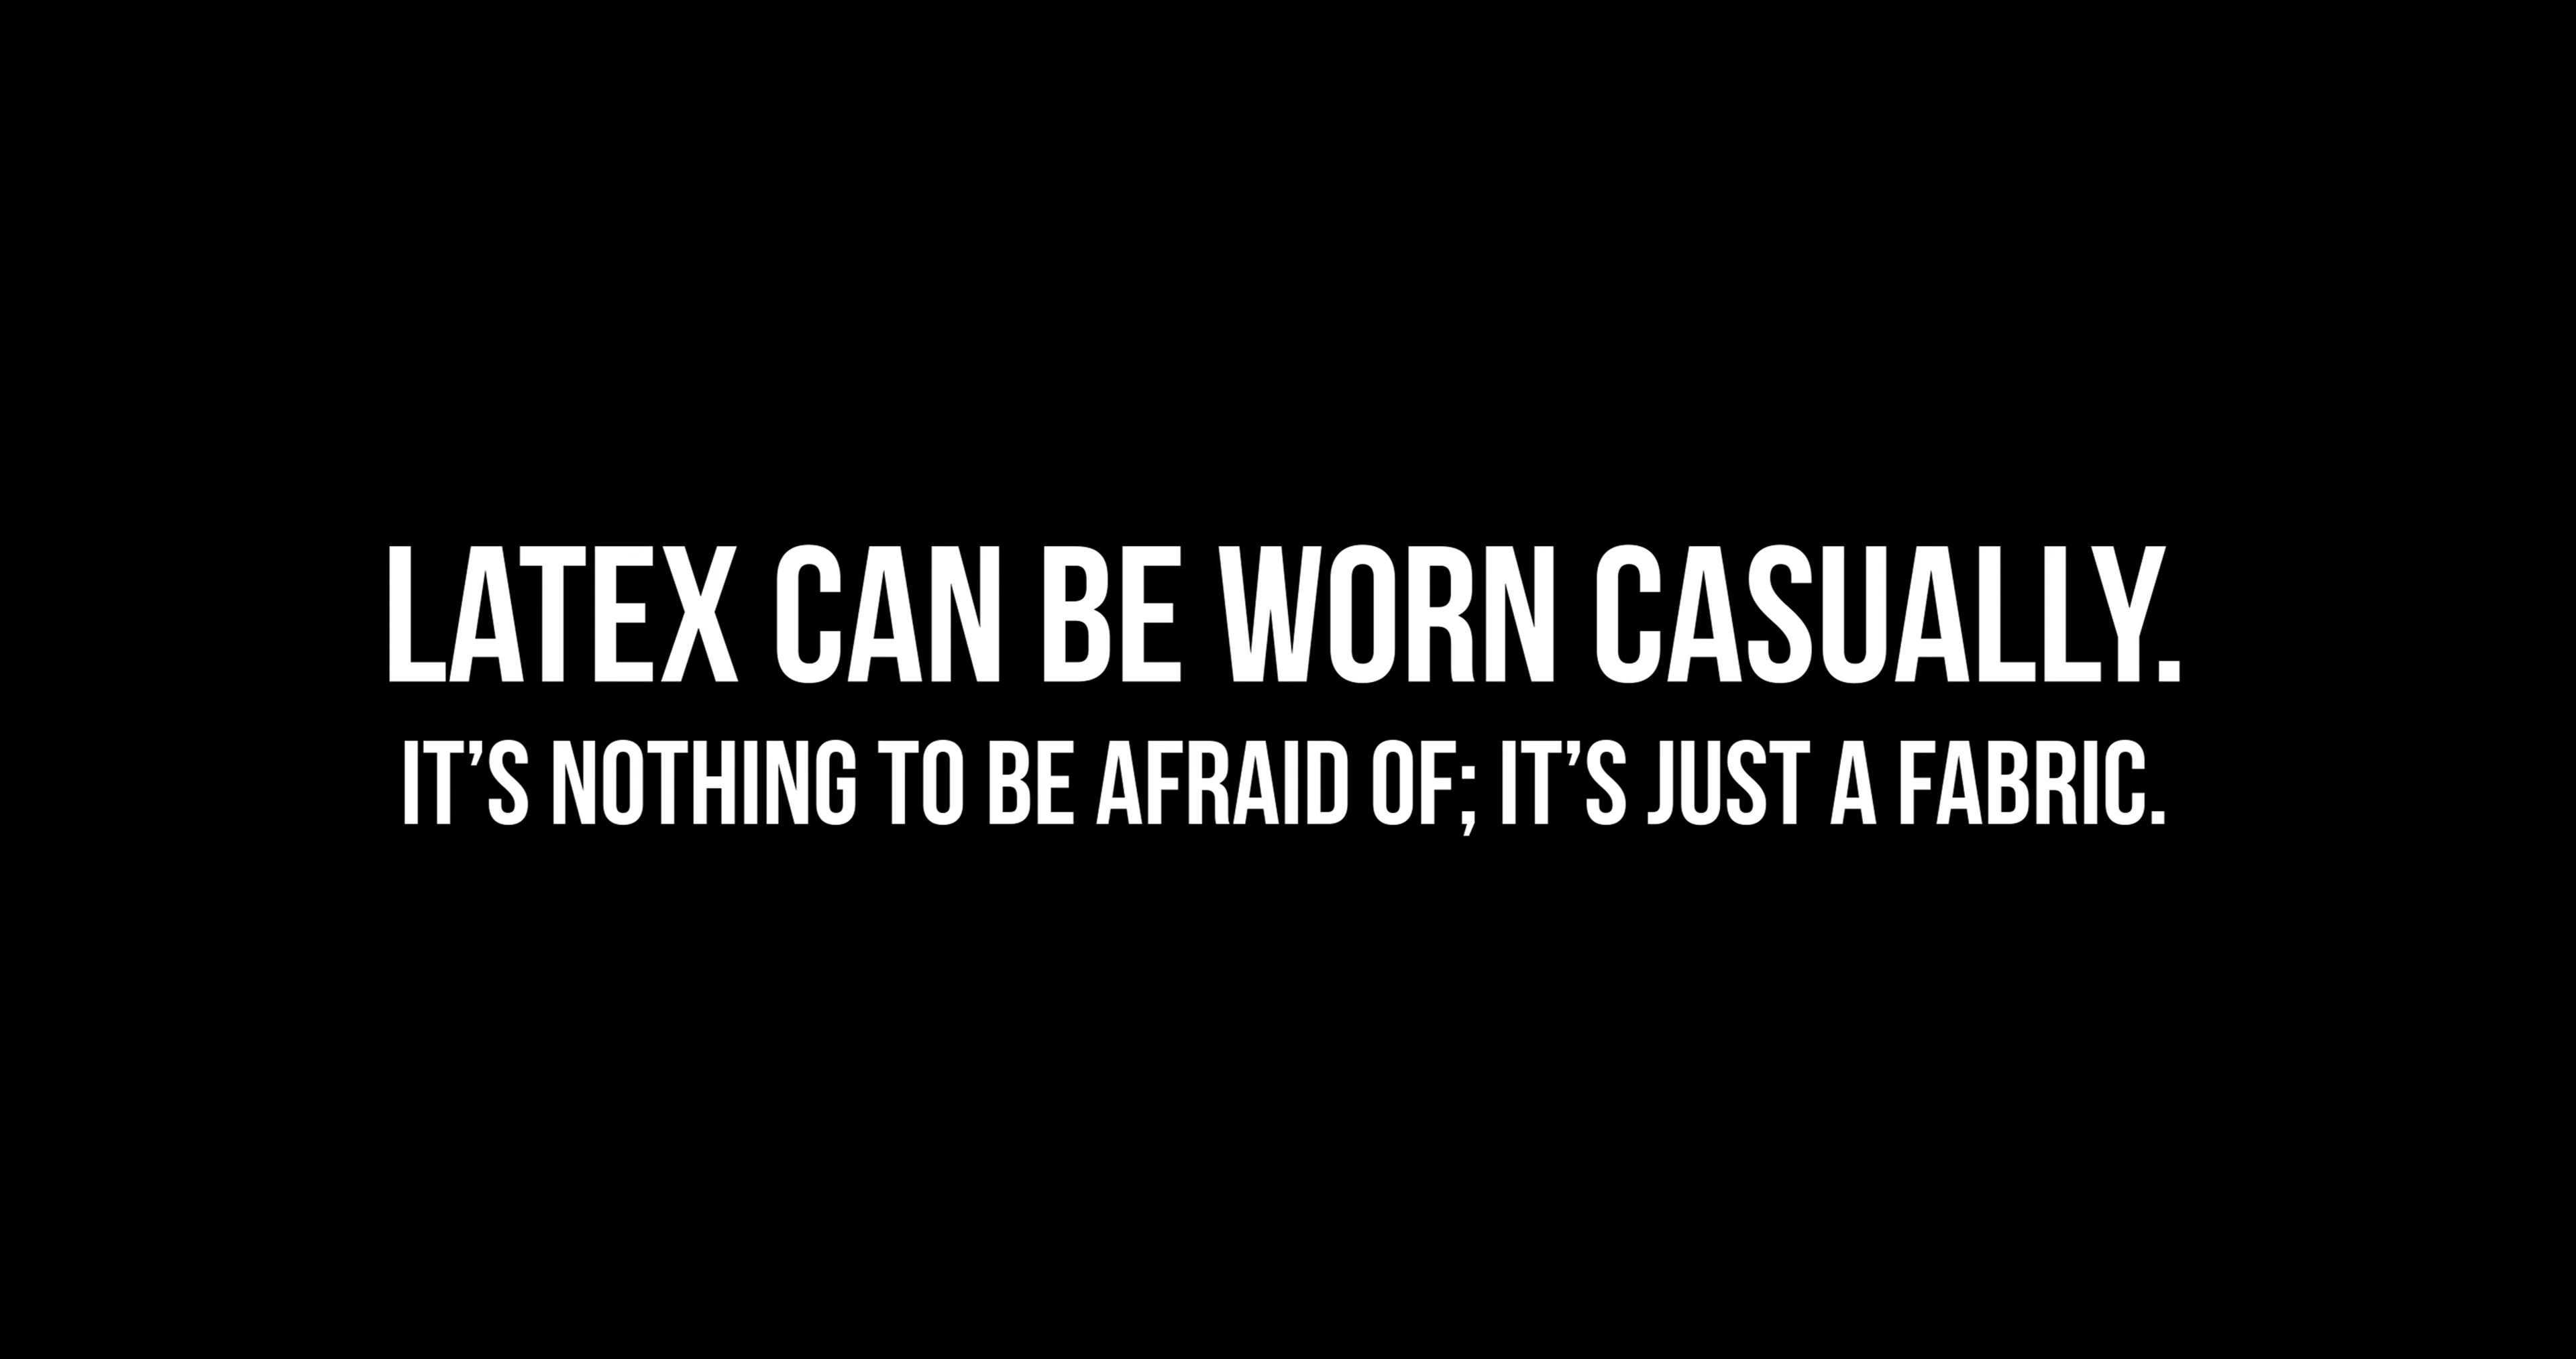 LATEX CAN BE WORN CASUALLY.
IT’S NOTHING TO BE AFRAID OF; IT’S JUST A FABRIC.